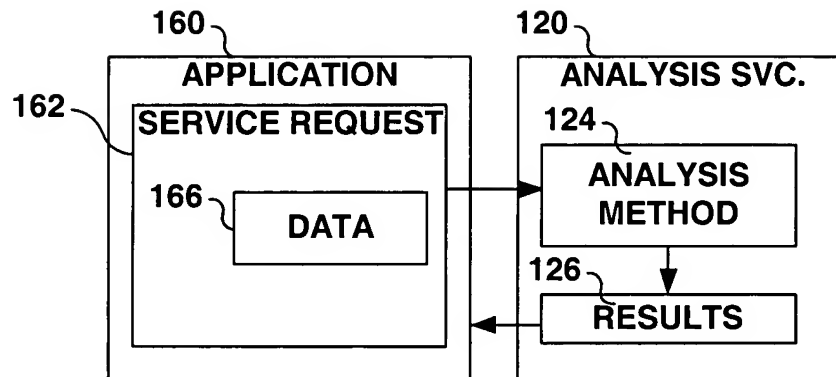 160
120
APPLICATION
ANALYSIS SVC.
162
SERVICE REQUEST
124
166
DATA
ANALYSIS
METHOD
126
RESULTS